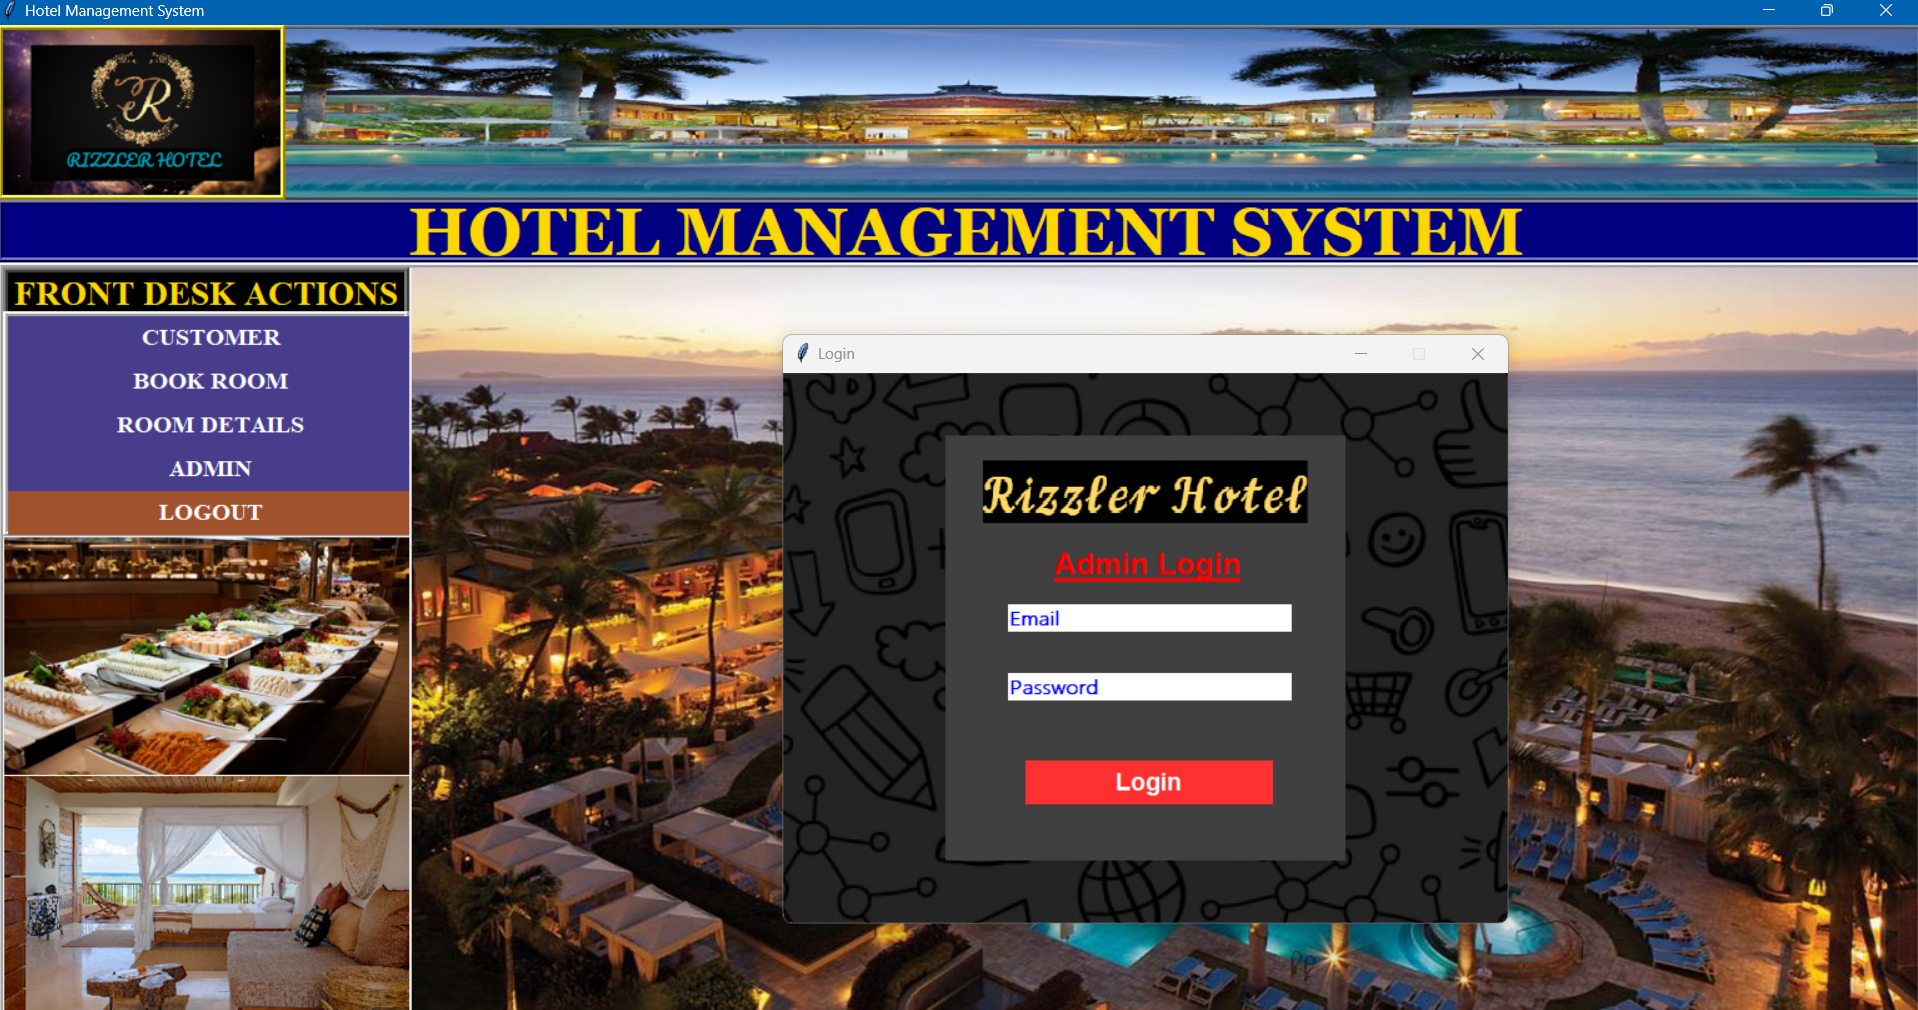 Hotel Management System
R
RIZZLER HOTEL
HOTEL MANAGEMENT SYSTEM
FRONT DESK ACTIONS
CUSTOMER
BOOK ROOM
ROOM DETAILS
ADMIN
LOGOUT
Login
Rizzler Hotel
Admin Login
Email
Password
Login